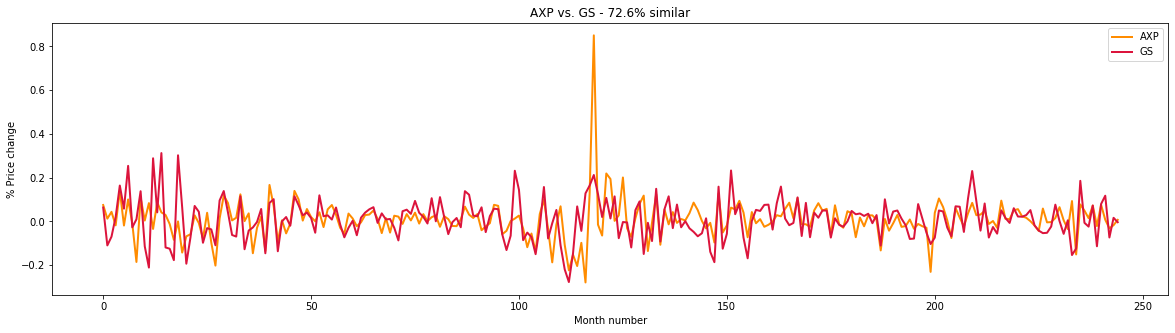 AXP vs. GS - 72.6% similar
AXP
GS
% Price change
0.8
0.6
0.4
0.2
0.0
−0.2
0
50
100
150
200
250
Month number